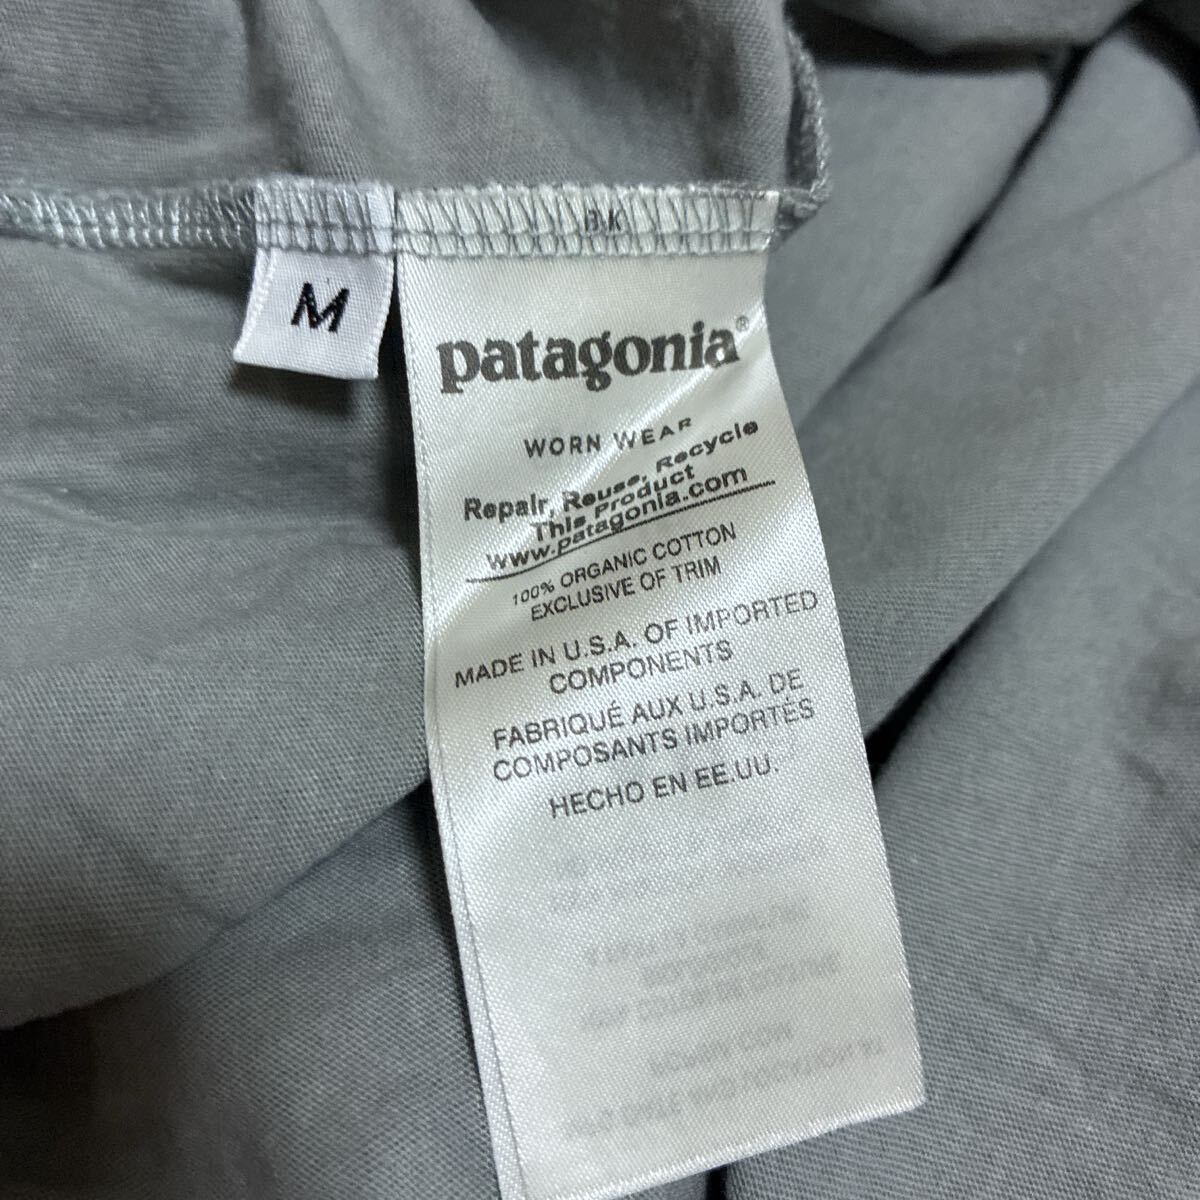 BK
M
patagonia®
WORN WEAR
Repair, Reuse, Recycle
This Product
www.patagonia.com
100% ORGANIC COTTON
EXCLUSIVE OF TRIM
MADE IN U.S.A. OF IMPORTED
COMPONENTS
FABRIQUÉ AUX U.S.A. DE
COMPOSANTS IMPORTÉS
HECHO EN EE.UU.